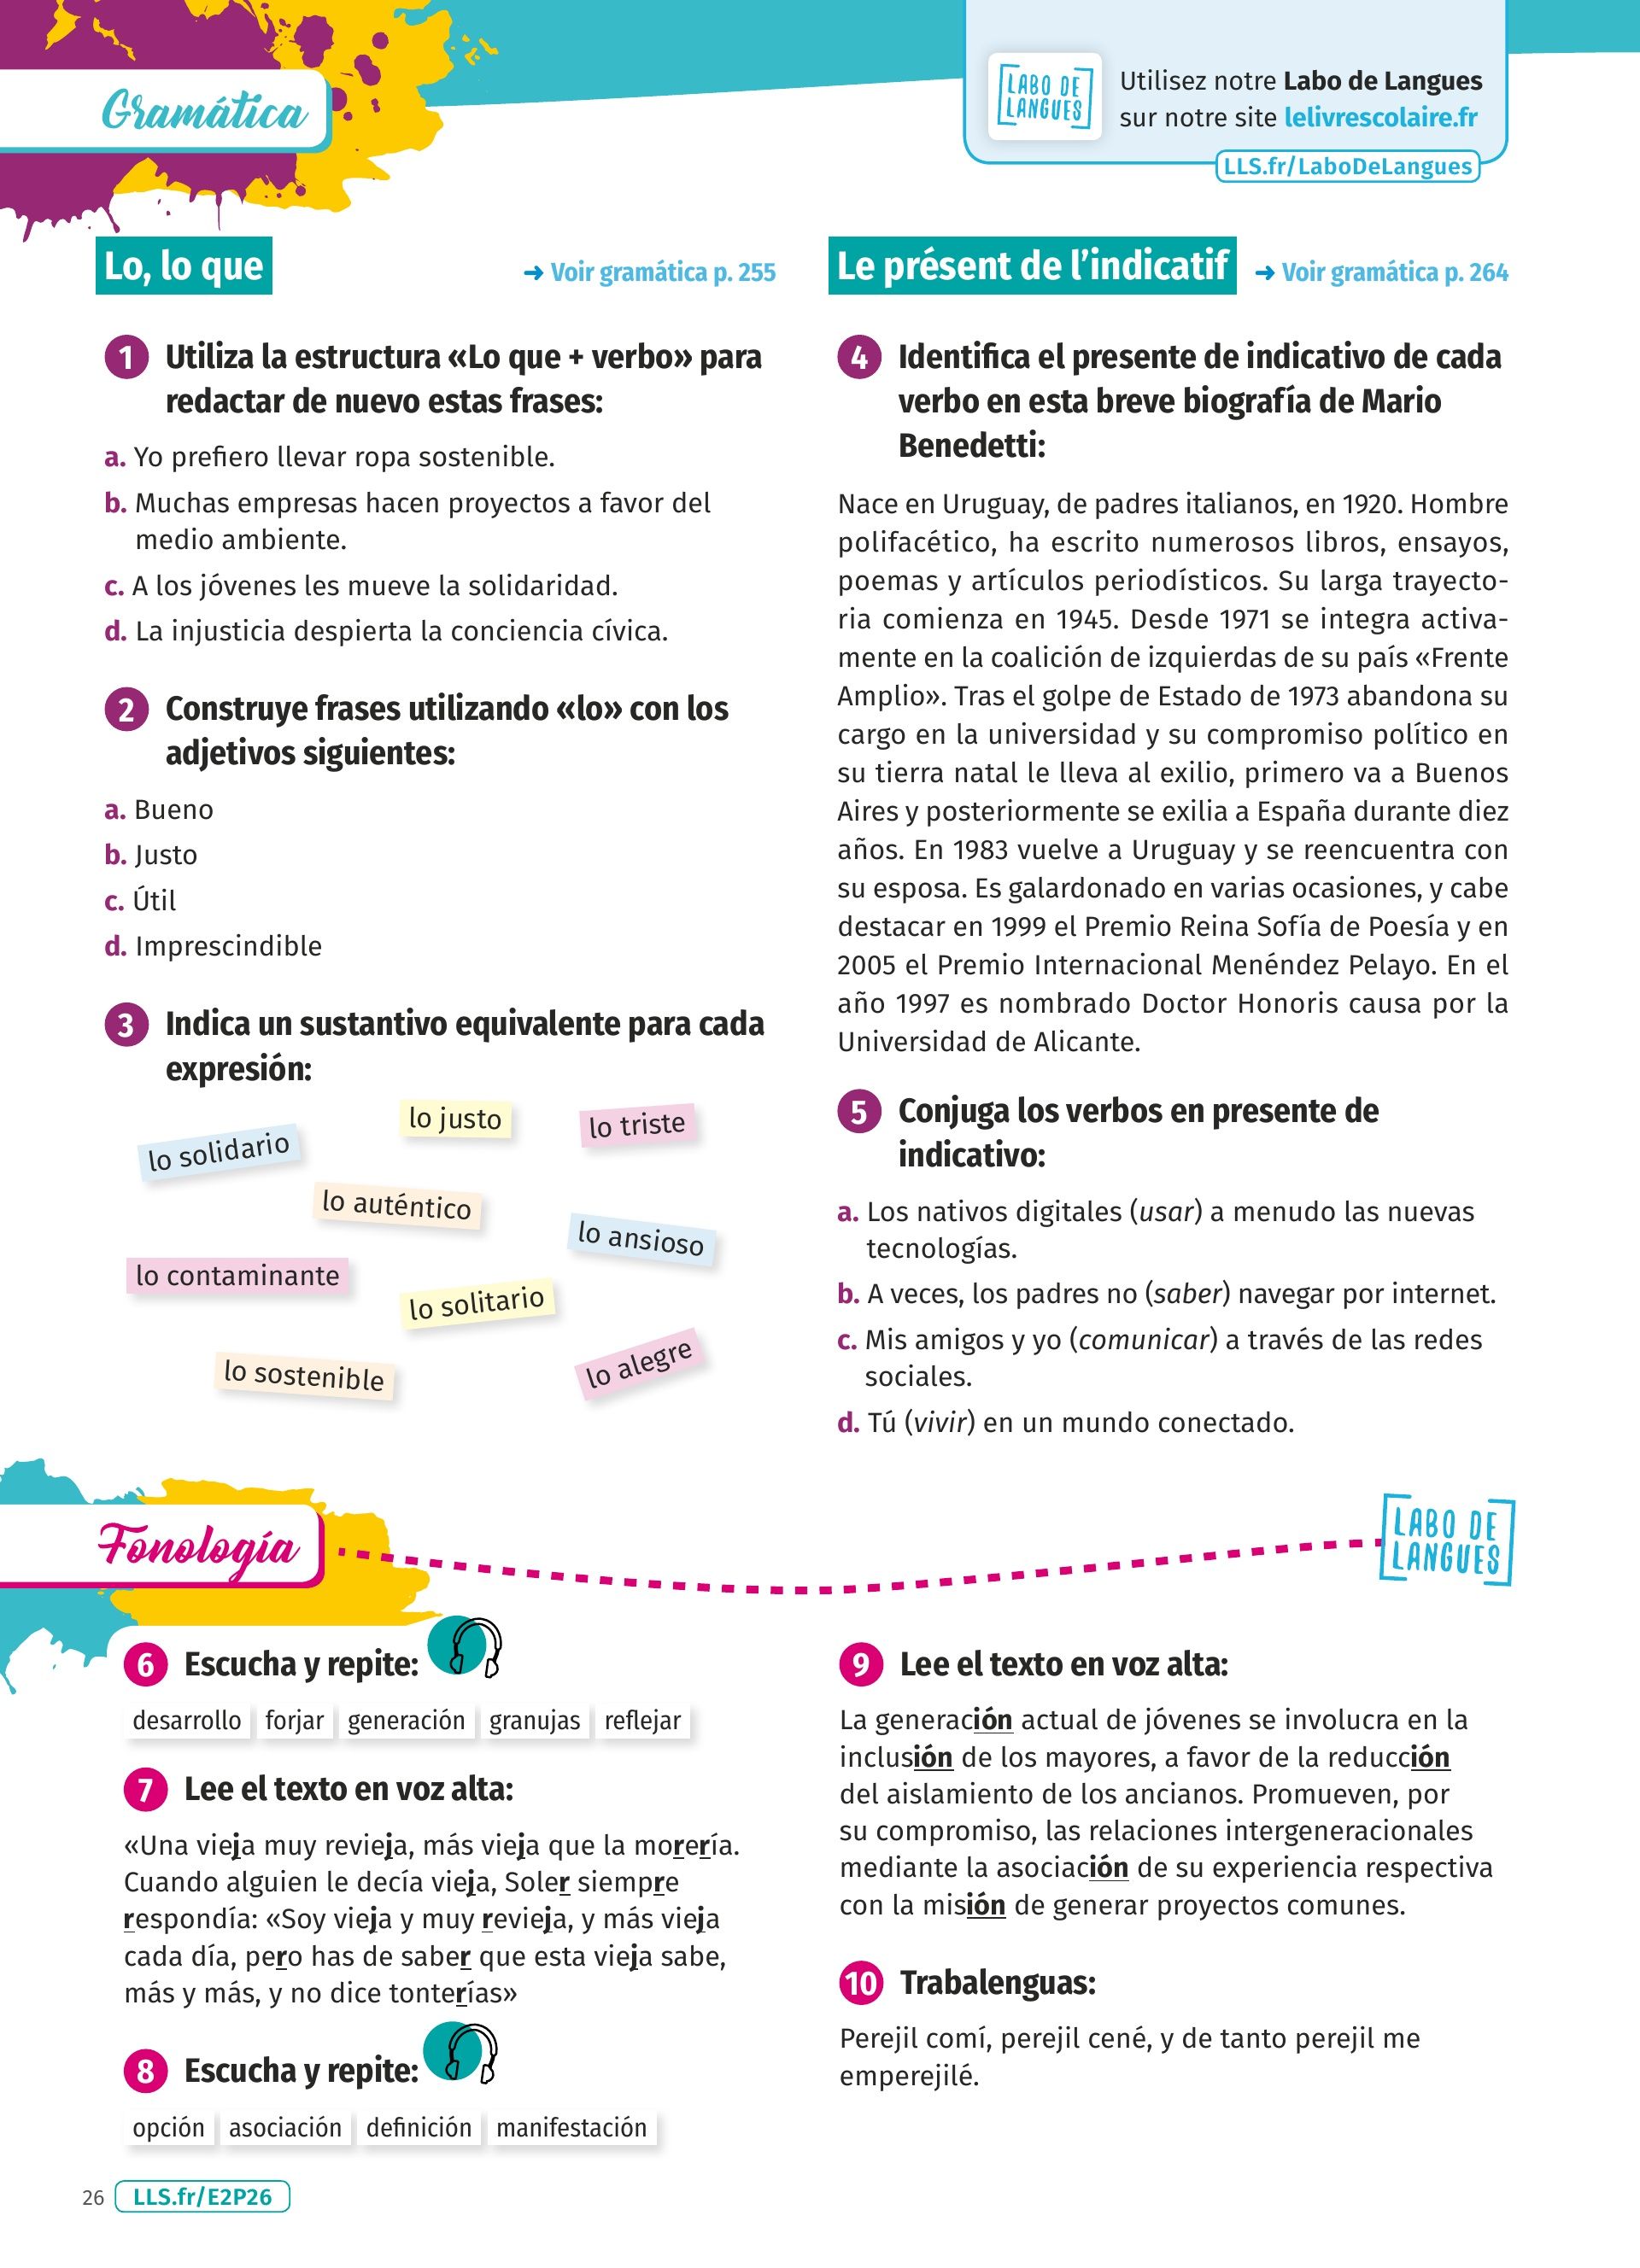 Gramática
LABO DE
LANGUES
Utilisez notre Labo de Langues
sur notre site lelivrescolaire.fr
LLS.fr/LaboDeLangues
Lo, lo que
➜ Voir gramática p. 255
1 Utiliza la estructura «Lo que + verbo» para
redactar de nuevo estas frases:
a. Yo prefiero llevar ropa sostenible.
b. Muchas empresas hacen proyectos a favor del
medio ambiente.
c. A los jóvenes les mueve la solidaridad.
d. La injusticia despierta la conciencia cívica.
2 Construye frases utilizando «lo» con los
adjetivos siguientes:
a. Bueno
b. Justo
c. Útil
d. Imprescindible
3 Indica un sustantivo equivalente para cada
expresión:
lo justo
lo triste
lo solidario
lo auténtico
lo ansioso
lo contaminante
lo solitario
lo sostenible
lo alegre
Le présent de l’indicatif
➜ Voir gramática p. 264
4 Identifica el presente de indicativo de cada
verbo en esta breve biografía de Mario
Benedetti:
Nace en Uruguay, de padres italianos, en 1920. Hombre
polifacético, ha escrito numerosos libros, ensayos,
poemas y artículos periodísticos. Su larga trayecto-
ria comienza en 1945. Desde 1971 se integra activa-
mente en la coalición de izquierdas de su país «Frente
Amplio». Tras el golpe de Estado de 1973 abandona su
cargo en la universidad y su compromiso político en
su tierra natal le lleva al exilio, primero va a Buenos
Aires y posteriormente se exilia a España durante diez
años. En 1983 vuelve a Uruguay y se reencuentra con
su esposa. Es galardonado en varias ocasiones, y cabe
destacar en 1999 el Premio Reina Sofía de Poesía y en
2005 el Premio Internacional Menéndez Pelayo. En el
año 1997 es nombrado Doctor Honoris causa por la
Universidad de Alicante.
5 Conjuga los verbos en presente de
indicativo:
a. Los nativos digitales (usar) a menudo las nuevas
tecnologías.
b. A veces, los padres no (saber) navegar por internet.
c. Mis amigos y yo (comunicar) a través de las redes
sociales.
d. Tú (vivir) en un mundo conectado.
Fonología
LABO DE
LANGUES
6 Escucha y repite:
desarrollo forjar generación granujas reflejar
7 Lee el texto en voz alta:
«Una vieja muy revieja, más vieja que la morería.
Cuando alguien le decía vieja, Soler siempre
respondía: «Soy vieja y muy revieja, y más vieja
cada día, pero has de saber que esta vieja sabe,
más y más, y no dice tonterías»
8 Escucha y repite:
opción asociación definición manifestación
9 Lee el texto en voz alta:
La generación actual de jóvenes se involucra en la
inclusión de los mayores, a favor de la reducción
del aislamiento de los ancianos. Promueven, por
su compromiso, las relaciones intergeneracionales
mediante la asociación de su experiencia respectiva
con la misión de generar proyectos comunes.
10 Trabalenguas:
Perejil comí, perejil cené, y de tanto perejil me
emperejilé.
26 LLS.fr/E2P26